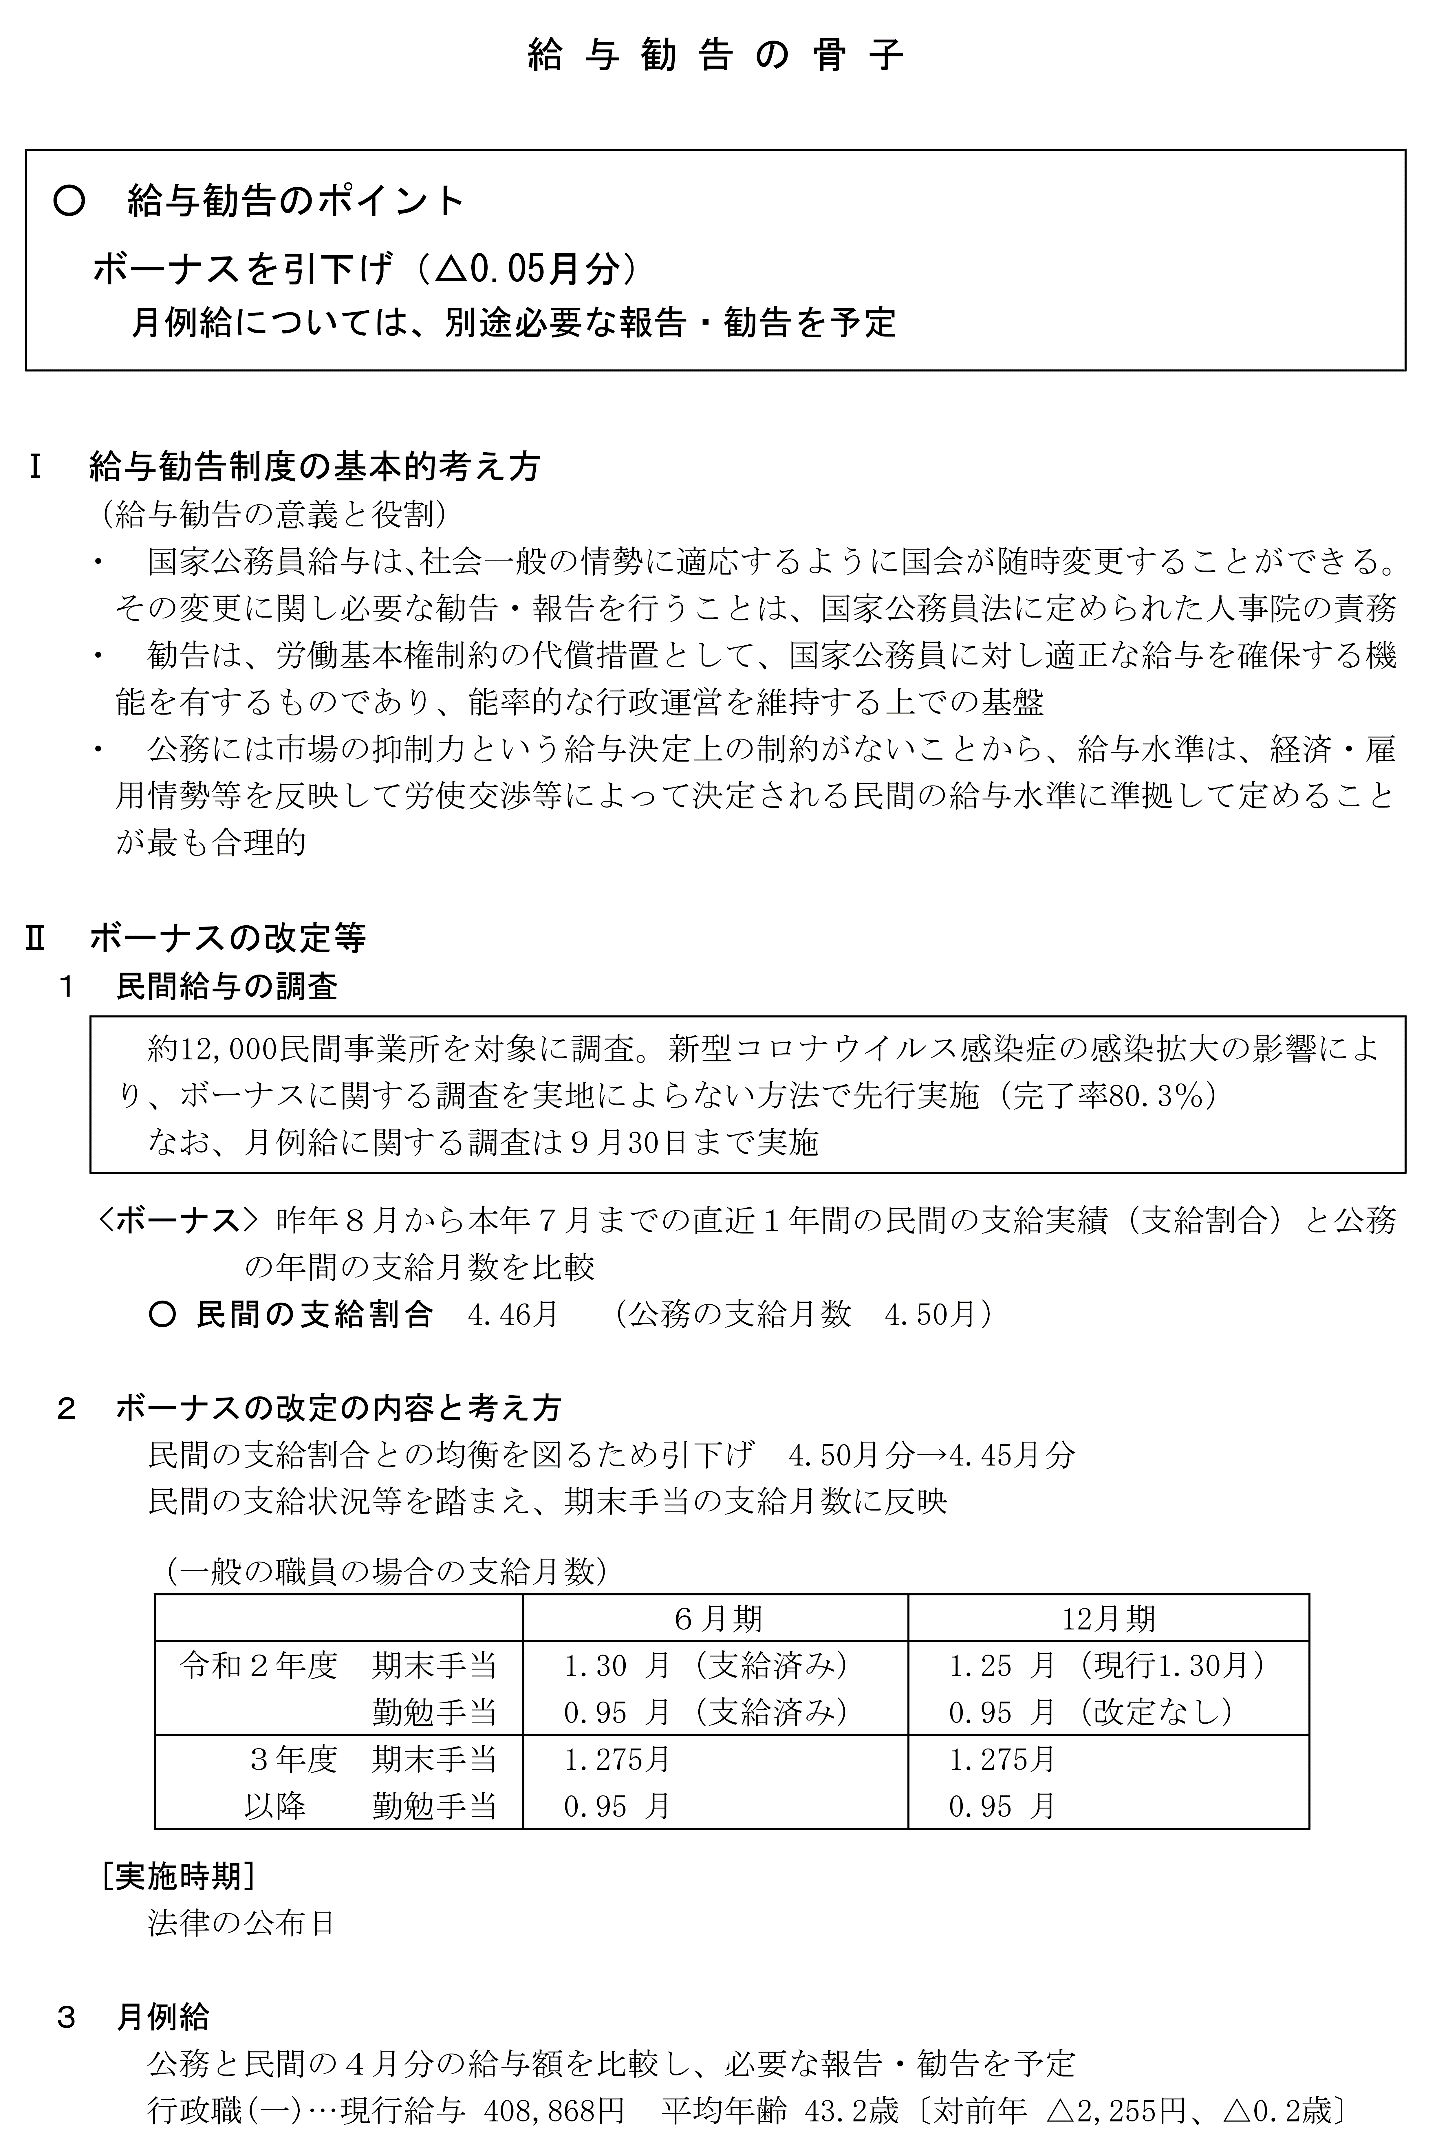 給与勧告の骨子
○　給与勧告のポイント
ボーナスを引下げ（△0.05月分）
月例給については、別途必要な報告・勧告を予定
Ⅰ　給与勧告制度の基本的考え方
（給与勧告の意義と役割）
・　国家公務員給与は、社会一般の情勢に適応するように国会が随時変更することができる。
その変更に関し必要な勧告・報告を行うことは、国家公務員法に定められた人事院の責務
・　勧告は、労働基本権制約の代償措置として、国家公務員に対し適正な給与を確保する機
能を有するものであり、能率的な行政運営を維持する上での基盤
・　公務には市場の抑制力という給与決定上の制約がないことから、給与水準は、経済・雇
用情勢等を反映して労使交渉等によって決定される民間の給与水準に準拠して定めること
が最も合理的
Ⅱ　ボーナスの改定等
１　民間給与の調査
約12,000民間事業所を対象に調査。新型コロナウイルス感染症の感染拡大の影響によ
り、ボーナスに関する調査を実地によらない方法で先行実施（完了率80.3％）
なお、月例給に関する調査は９月30日まで実施
＜ボーナス＞昨年８月から本年７月までの直近１年間の民間の支給実績（支給割合）と公務
の年間の支給月数を比較
○ 民間の支給割合　4.46月　（公務の支給月数　4.50月）
２　ボーナスの改定の内容と考え方
民間の支給割合との均衡を図るため引下げ　4.50月分→4.45月分
民間の支給状況等を踏まえ、期末手当の支給月数に反映
（一般の職員の場合の支給月数）
６月期　12月期
令和２年度　期末手当　1.30 月（支給済み）　1.25 月（現行1.30月）
勤勉手当　0.95 月（支給済み）　0.95 月（改定なし）
３年度　期末手当　1.275月　1.275月
以降　勤勉手当　0.95 月　0.95 月
［実施時期］
法律の公布日
３　月例給
公務と民間の４月分の給与額を比較し、必要な報告・勧告を予定
行政職(一)…現行給与 408,868円　平均年齢 43.2歳〔対前年 △2,255円、△0.2歳〕